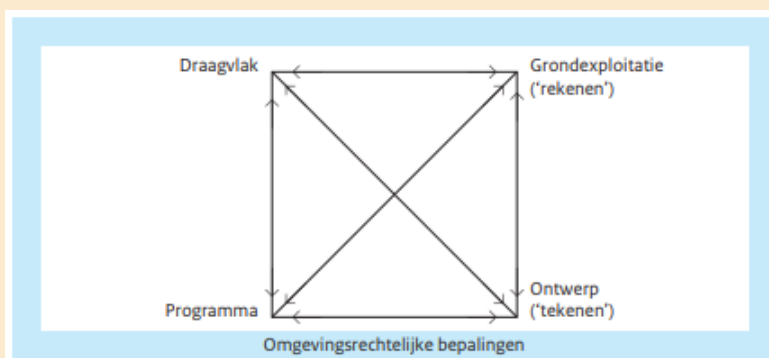 Draagvlak
Grondexploitatie
('rekenen')
Programma
Ontwerp
('tekenen')
Omgevingsrechtelijke bepalingen